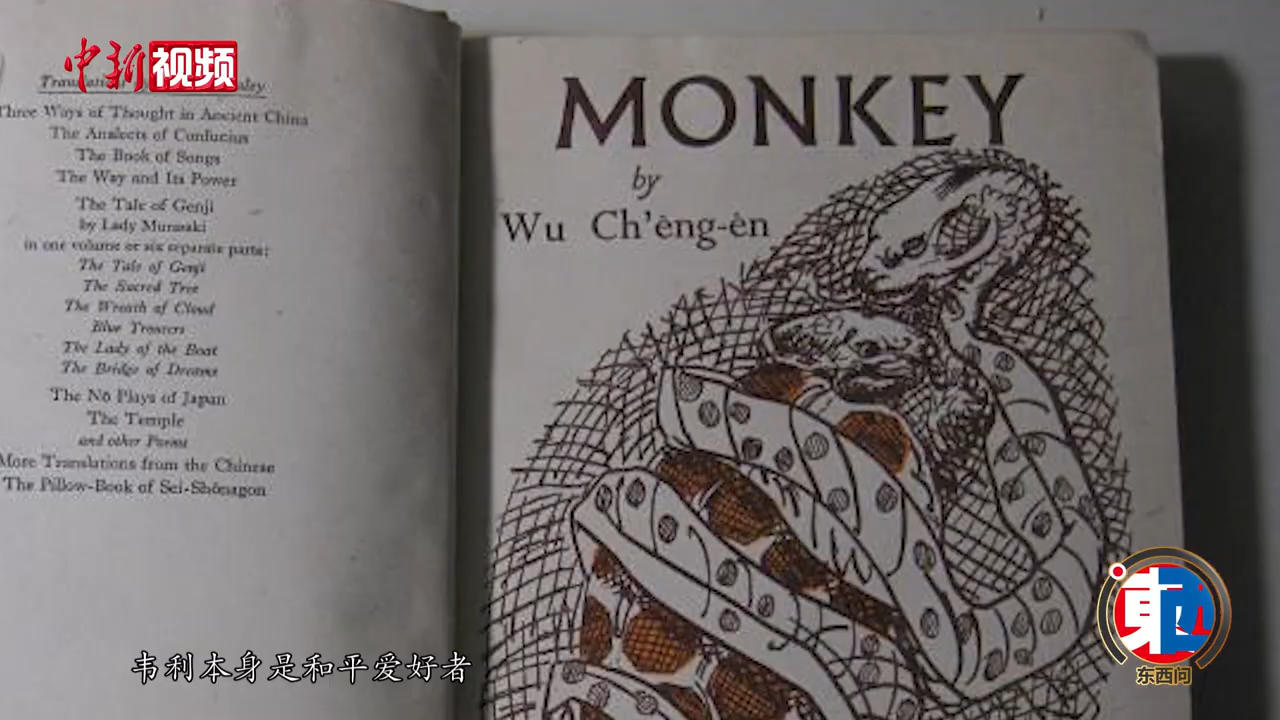 中新视频
Three Ways of Thought in Ancient China
The Analects of Confucius
The Book of Songs
The Way and Its Power
The Tale of Genji
by Lady Murasaki
in one volume or six separate parts:
The Tale of Genji
The Sacred Tree
The Wreath of Cloud
Blue Trousers
The Lady of the Boat
The Bridge of Dreams
The Nō Plays of Japan
The Temple
and other Poems
More Translations from the Chinese
The Pillow-Book of Sei-Shōnagon
MONKEY
by
Wu Ch'êng-ên
韦利本身是和平爱好者
东西问